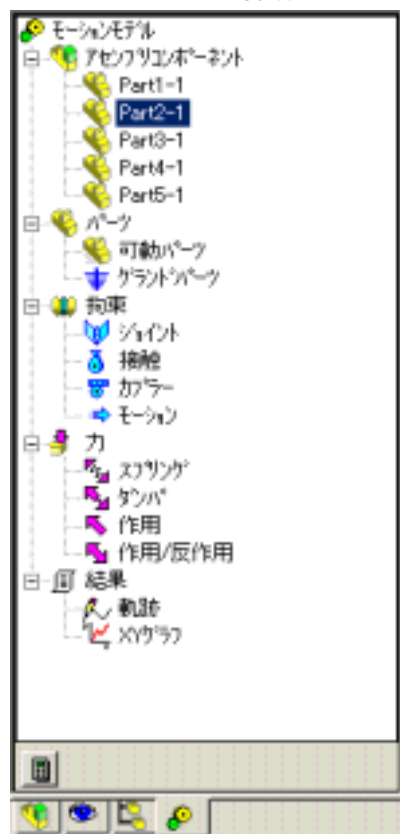 モーションモデル
アセンブリコンポーネント
Part1-1
Part2-1
Part3-1
Part4-1
Part5-1
パーツ
可動パーツ
グランドパーツ
拘束
ジョイント
接触
カプラー
モーション
力
スプリング
ダンパ
作用
作用/反作用
結果
軌跡
XYグラフ